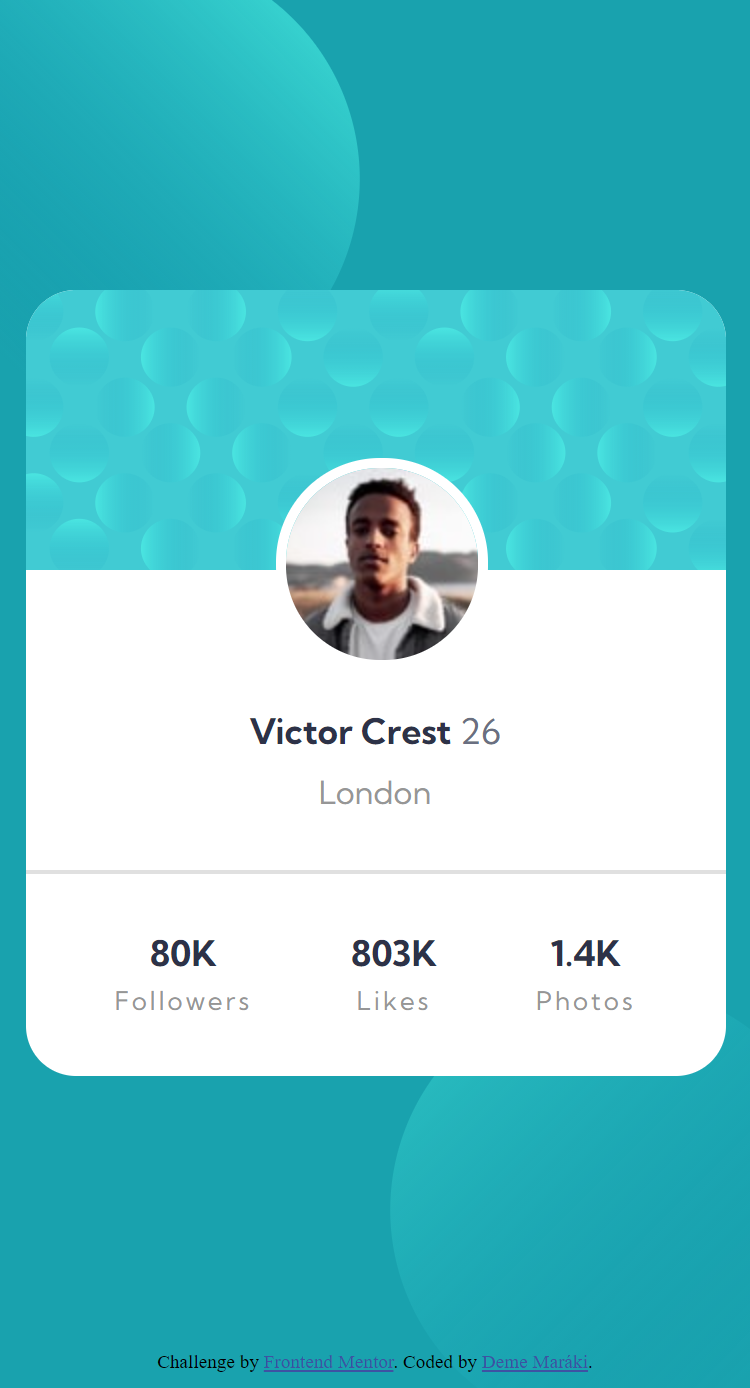 Victor Crest 26
London
80K 803K 1.4K
Followers Likes Photos
Challenge by Frontend Mentor. Coded by Deme Maráki.